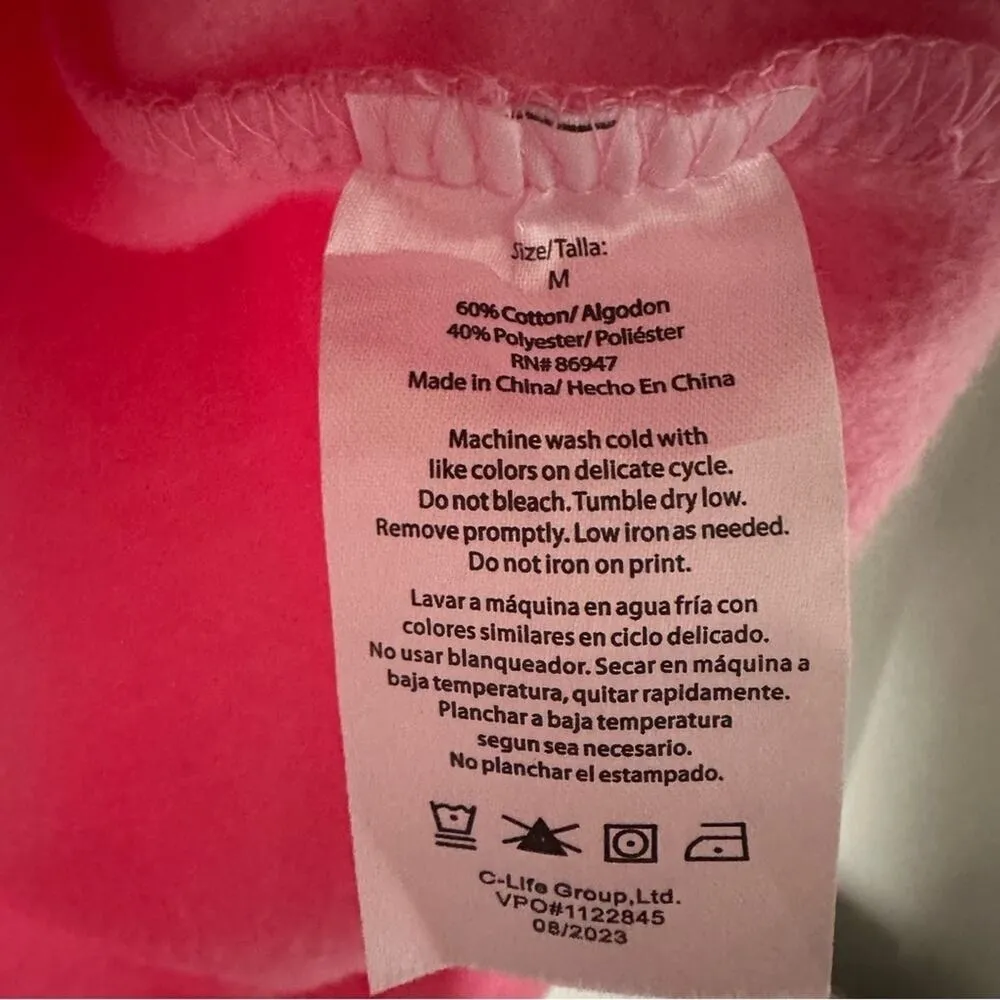 Size/Talla:
M
60% Cotton/ Algodon
40% Polyester/ Poliéster
RN# 86947
Made in China/ Hecho En China
Machine wash cold with
like colors on delicate cycle.
Do not bleach. Tumble dry low.
Remove promptly. Low iron as needed.
Do not iron on print.
Lavar a máquina en agua fría con
colores similares en ciclo delicado.
No usar blanqueador. Secar en máquina a
baja temperatura, quitar rapidamente.
Planchar a baja temperatura
segun sea necesario.
No planchar el estampado.
C-Life Group,Ltd.
VPO#1122845
08/2023